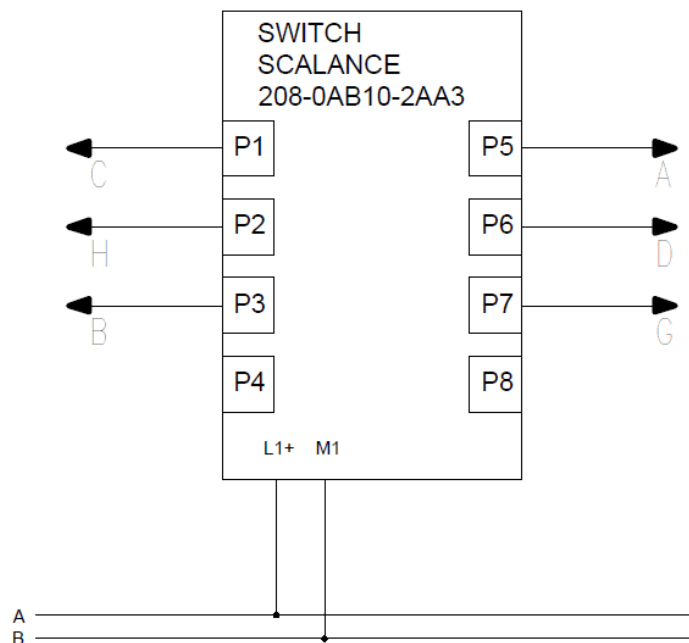 SWITCH
SCALANCE
208-0AB10-2AA3
P1 P5
C A
P2 P6
H D
P3 P7
B G
P4 P8
L1+ M1
A
B